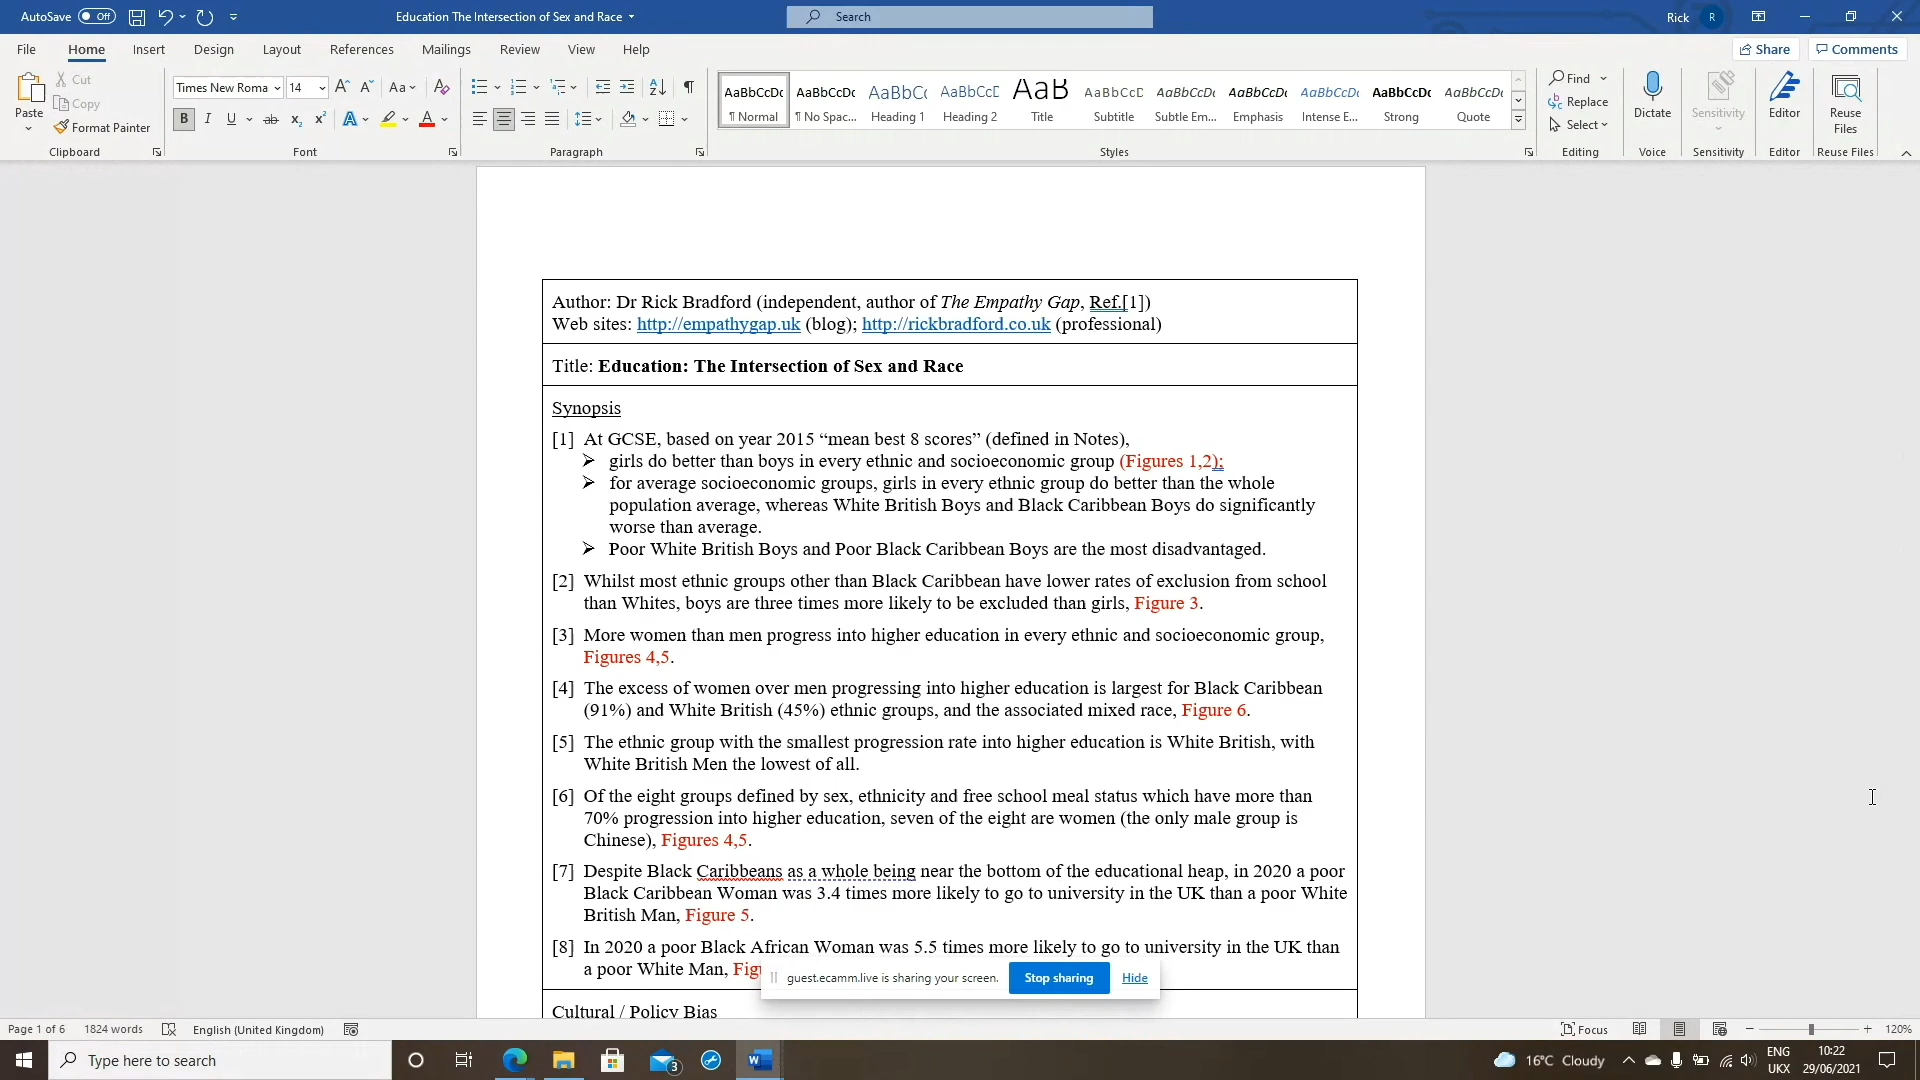 AutoSave Off Education The Intersection of Sex and Race Search Rick R
File Home Insert Design Layout References Mailings Review View Help Share Comments
Paste Cut Copy Format Painter Clipboard
Times New Roma 14 Aa Font
Paragraph
AaBbCcDc ¶ Normal
AaBbCcDc ¶ No Spac...
AaBbCc Heading 1
AaBbCcD Heading 2
AaB Title
AaBbCcD Subtitle
AaBbCcDc Subtle Em...
AaBbCcDc Emphasis
AaBbCcDc Intense E...
AaBbCcDc Strong
AaBbCcDc Quote
Styles
Find Replace Select Editing
Dictate Voice
Sensitivity Sensitivity
Editor Editor
Reuse Files Reuse Files
Author: Dr Rick Bradford (independent, author of The Empathy Gap, Ref.[1])
Web sites: http://empathygap.uk (blog); http://rickbradford.co.uk (professional)
Title: Education: The Intersection of Sex and Race
Synopsis
[1] At GCSE, based on year 2015 “mean best 8 scores” (defined in Notes),
➢ girls do better than boys in every ethnic and socioeconomic group (Figures 1,2);
➢ for average socioeconomic groups, girls in every ethnic group do better than the whole
population average, whereas White British Boys and Black Caribbean Boys do significantly
worse than average.
➢ Poor White British Boys and Poor Black Caribbean Boys are the most disadvantaged.
[2] Whilst most ethnic groups other than Black Caribbean have lower rates of exclusion from school
than Whites, boys are three times more likely to be excluded than girls, Figure 3.
[3] More women than men progress into higher education in every ethnic and socioeconomic group,
Figures 4,5.
[4] The excess of women over men progressing into higher education is largest for Black Caribbean
(91%) and White British (45%) ethnic groups, and the associated mixed race, Figure 6.
[5] The ethnic group with the smallest progression rate into higher education is White British, with
White British Men the lowest of all.
[6] Of the eight groups defined by sex, ethnicity and free school meal status which have more than
70% progression into higher education, seven of the eight are women (the only male group is
Chinese), Figures 4,5.
[7] Despite Black Caribbeans as a whole being near the bottom of the educational heap, in 2020 a poor
Black Caribbean Woman was 3.4 times more likely to go to university in the UK than a poor White
British Man, Figure 5.
[8] In 2020 a poor Black African Woman was 5.5 times more likely to go to university in the UK than
a poor White Man,
guest.ecamm.live is sharing your screen. Stop sharing Hide
Cultural / Policy Bias
Page 1 of 6 1824 words English (United Kingdom) Focus 120%
Type here to search 3 16°C Cloudy ENG UKX 10:22 29/06/2021